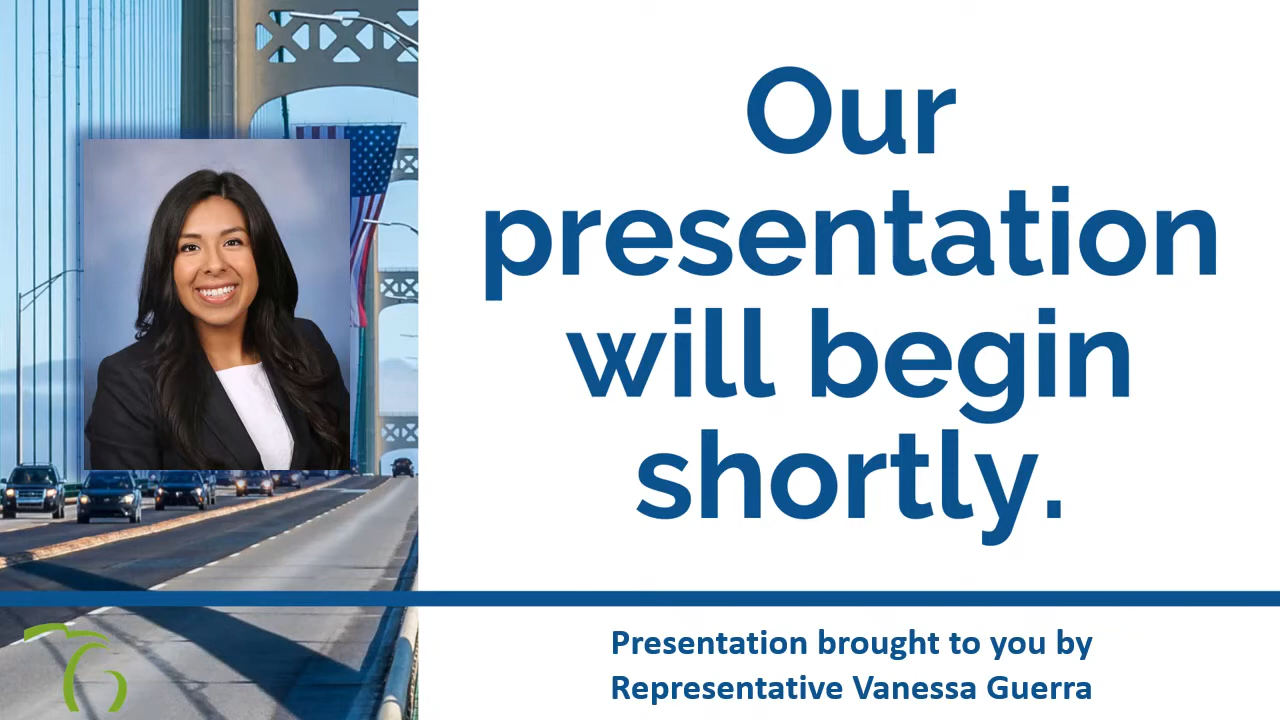 Our
presentation
will begin
shortly.
Presentation brought to you by
Representative Vanessa Guerra